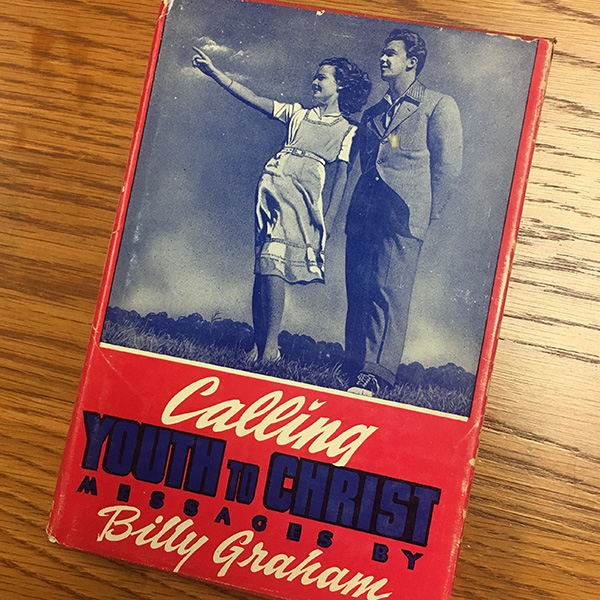 Calling
YOUTH TO CHRIST
MESSAGES BY
Billy Graham